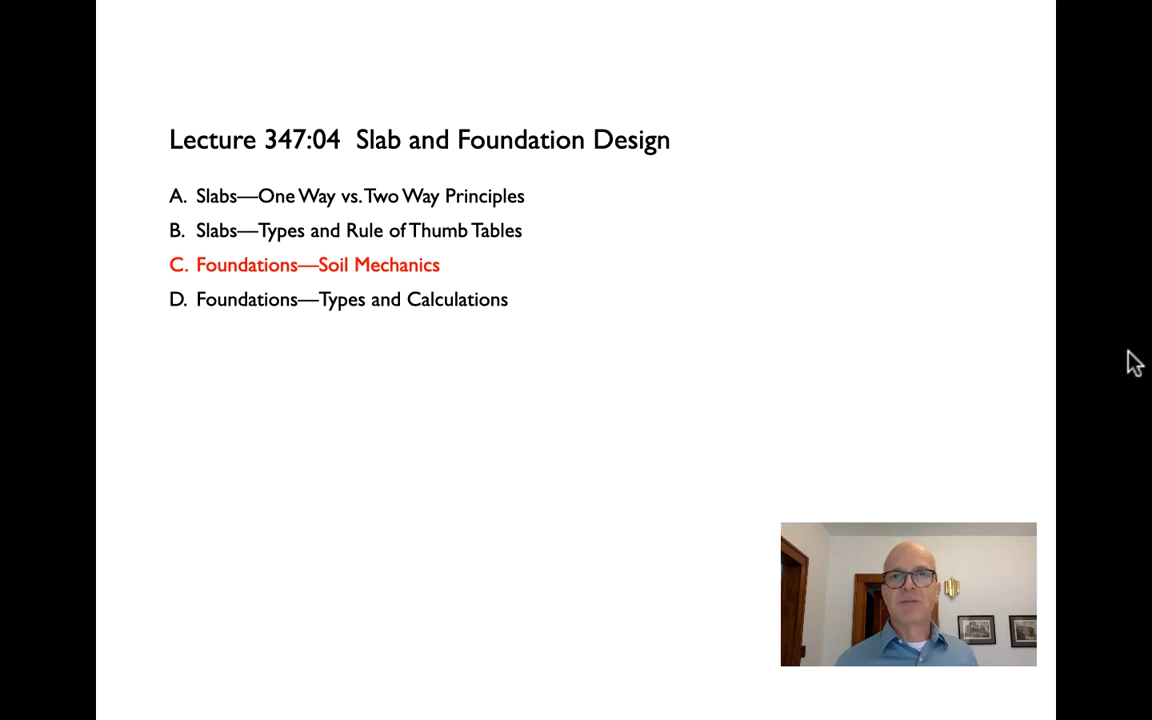 Lecture 347:04 Slab and Foundation Design
A. Slabs—One Way vs. Two Way Principles
B. Slabs—Types and Rule of Thumb Tables
C. Foundations—Soil Mechanics
D. Foundations—Types and Calculations